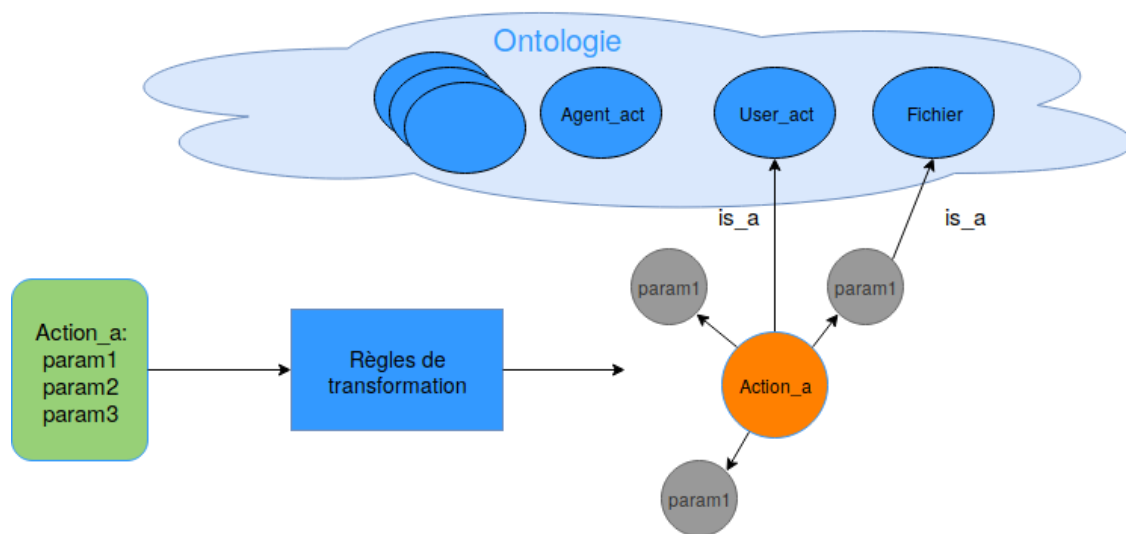 Ontologie
Agent_act
User_act
Fichier
is_a
is_a
param1
param1
Action_a:
param1
param2
param3
Règles de
transformation
Action_a
param1